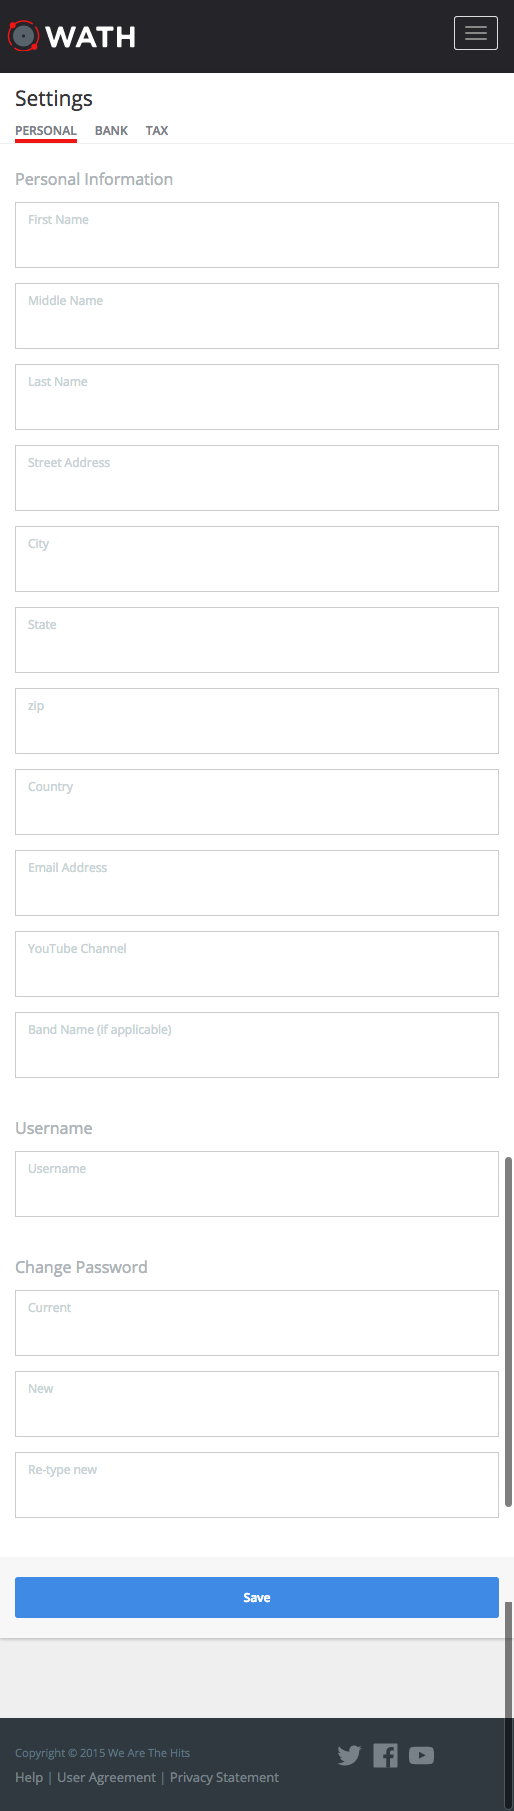 WATH
Settings
PERSONAL BANK TAX
Personal Information
First Name
Middle Name
Last Name
Street Address
City
State
zip
Country
Email Address
YouTube Channel
Band Name (if applicable)
Username
Username
Change Password
Current
New
Re-type new
Save
Copyright © 2015 We Are The Hits
Help | User Agreement | Privacy Statement